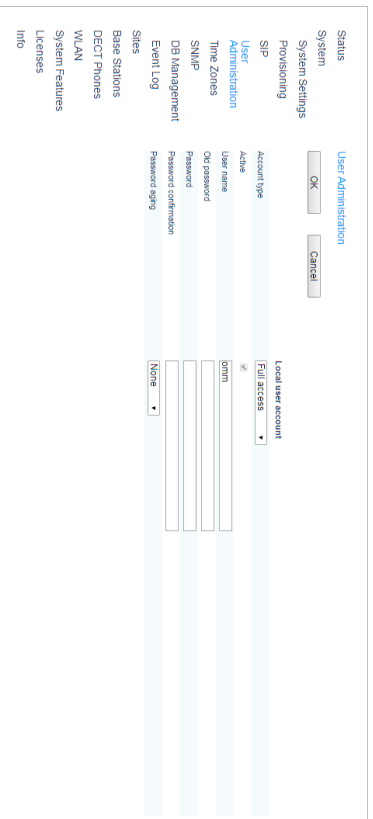 Status
System
System Settings
Provisioning
SIP
User
Administration
Time Zones
SNMP
DB Management
Event Log
Sites
Base Stations
DECT Phones
WLAN
System Features
Licenses
Info
User Administration
OK Cancel
Local user account
Account type Full access
Active
User name omm
Old password
Password
Password confirmation
Password aging None